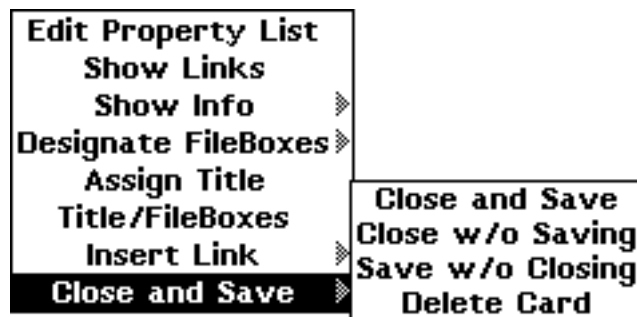 Edit Property List
Show Links
Show Info
Designate FileBoxes
Assign Title
Title/FileBoxes
Insert Link
Close and Save
Close and Save
Close w/o Saving
Save w/o Closing
Delete Card